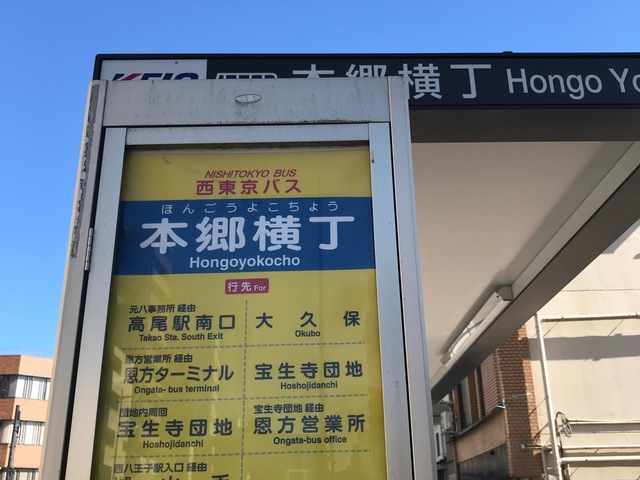 KEIO 本郷横丁 Hongo Yo
NISHITOKYO BUS
西東京バス
ほんごうよこちょう
本郷横丁
Hongoyokocho
行先 For
元八事務所 経由
高尾駅南口
Takao Sta. South Exit
大久保
Okubo
恩方営業所 経由
恩方ターミナル
Ongata- bus terminal
宝生寺団地
Hoshojidanchi
団地内周回
宝生寺団地
Hoshojidanchi
宝生寺団地 経由
恩方営業所
Ongata-bus office
西八王子駅入口 経由